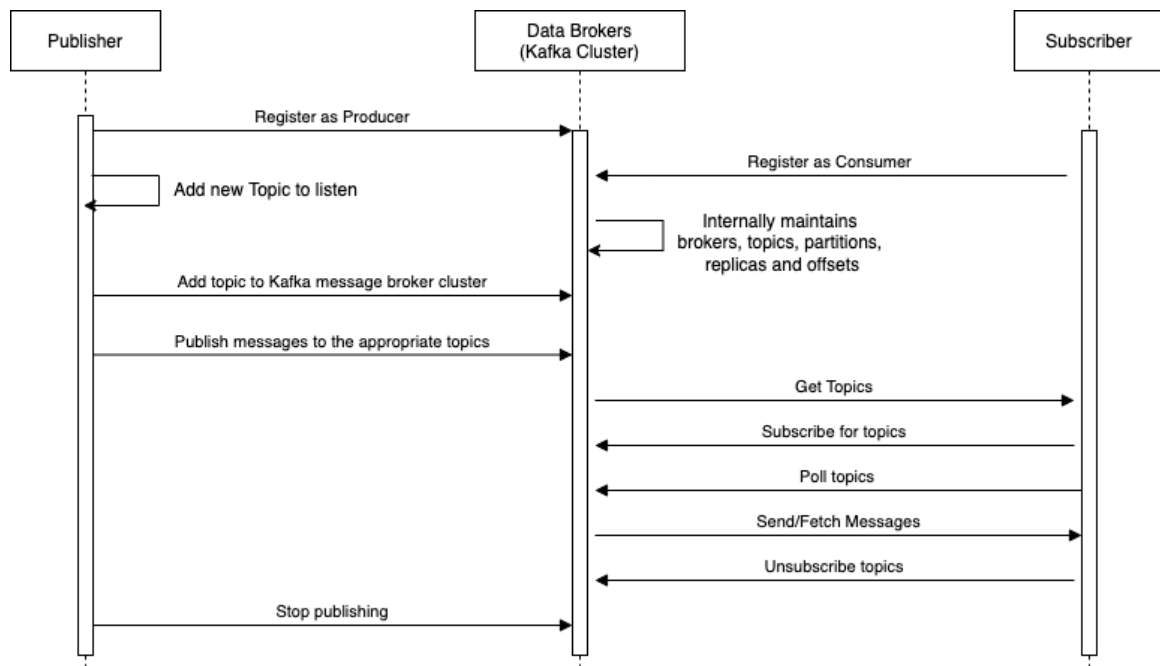 Publisher
Data Brokers
(Kafka Cluster)
Subscriber
Register as Producer
Register as Consumer
Add new Topic to listen
Internally maintains
brokers, topics, partitions,
replicas and offsets
Add topic to Kafka message broker cluster
Publish messages to the appropriate topics
Get Topics
Subscribe for topics
Poll topics
Send/Fetch Messages
Unsubscribe topics
Stop publishing